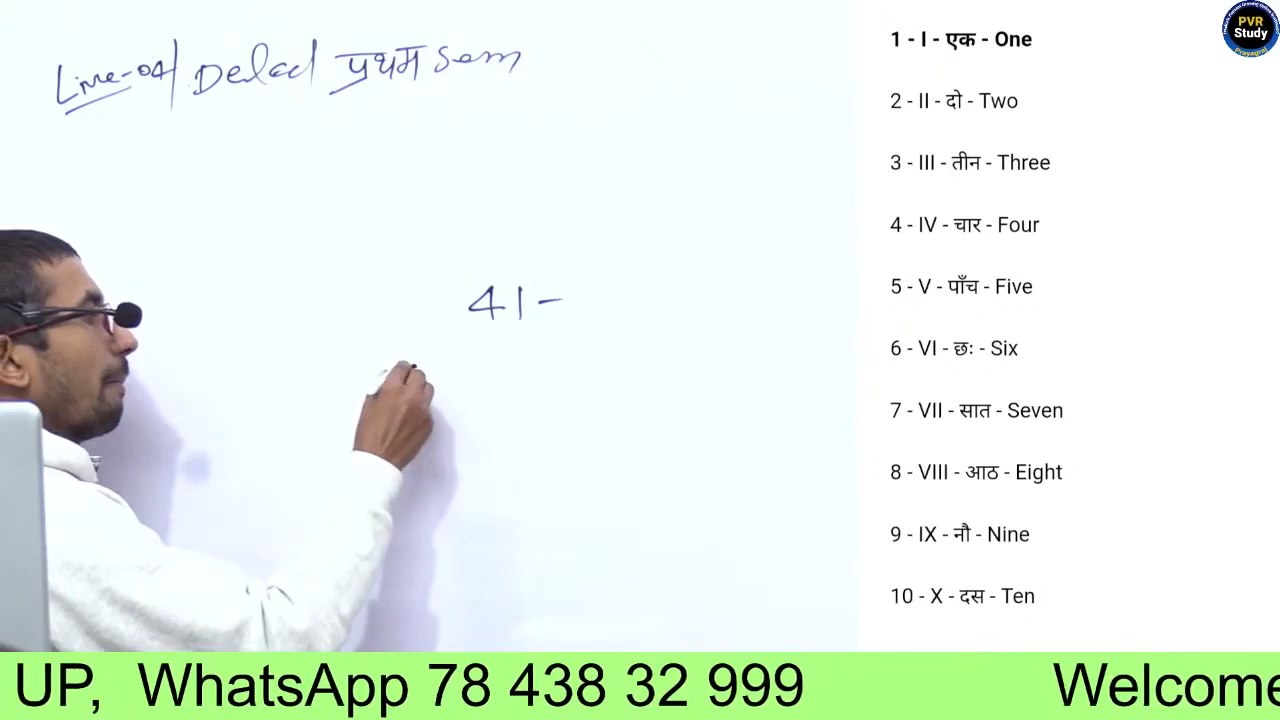 Live-04 Deled प्रथम Sem
41-
1 - I - एक - One
2 - II - दो - Two
3 - III - तीन - Three
4 - IV - चार - Four
5 - V - पाँच - Five
6 - VI - छः - Six
7 - VII - सात - Seven
8 - VIII - आठ - Eight
9 - IX - नौ - Nine
10 - X - दस - Ten
PVR
Study
Prayagraj
UP, WhatsApp 78 438 32 999 Welcome